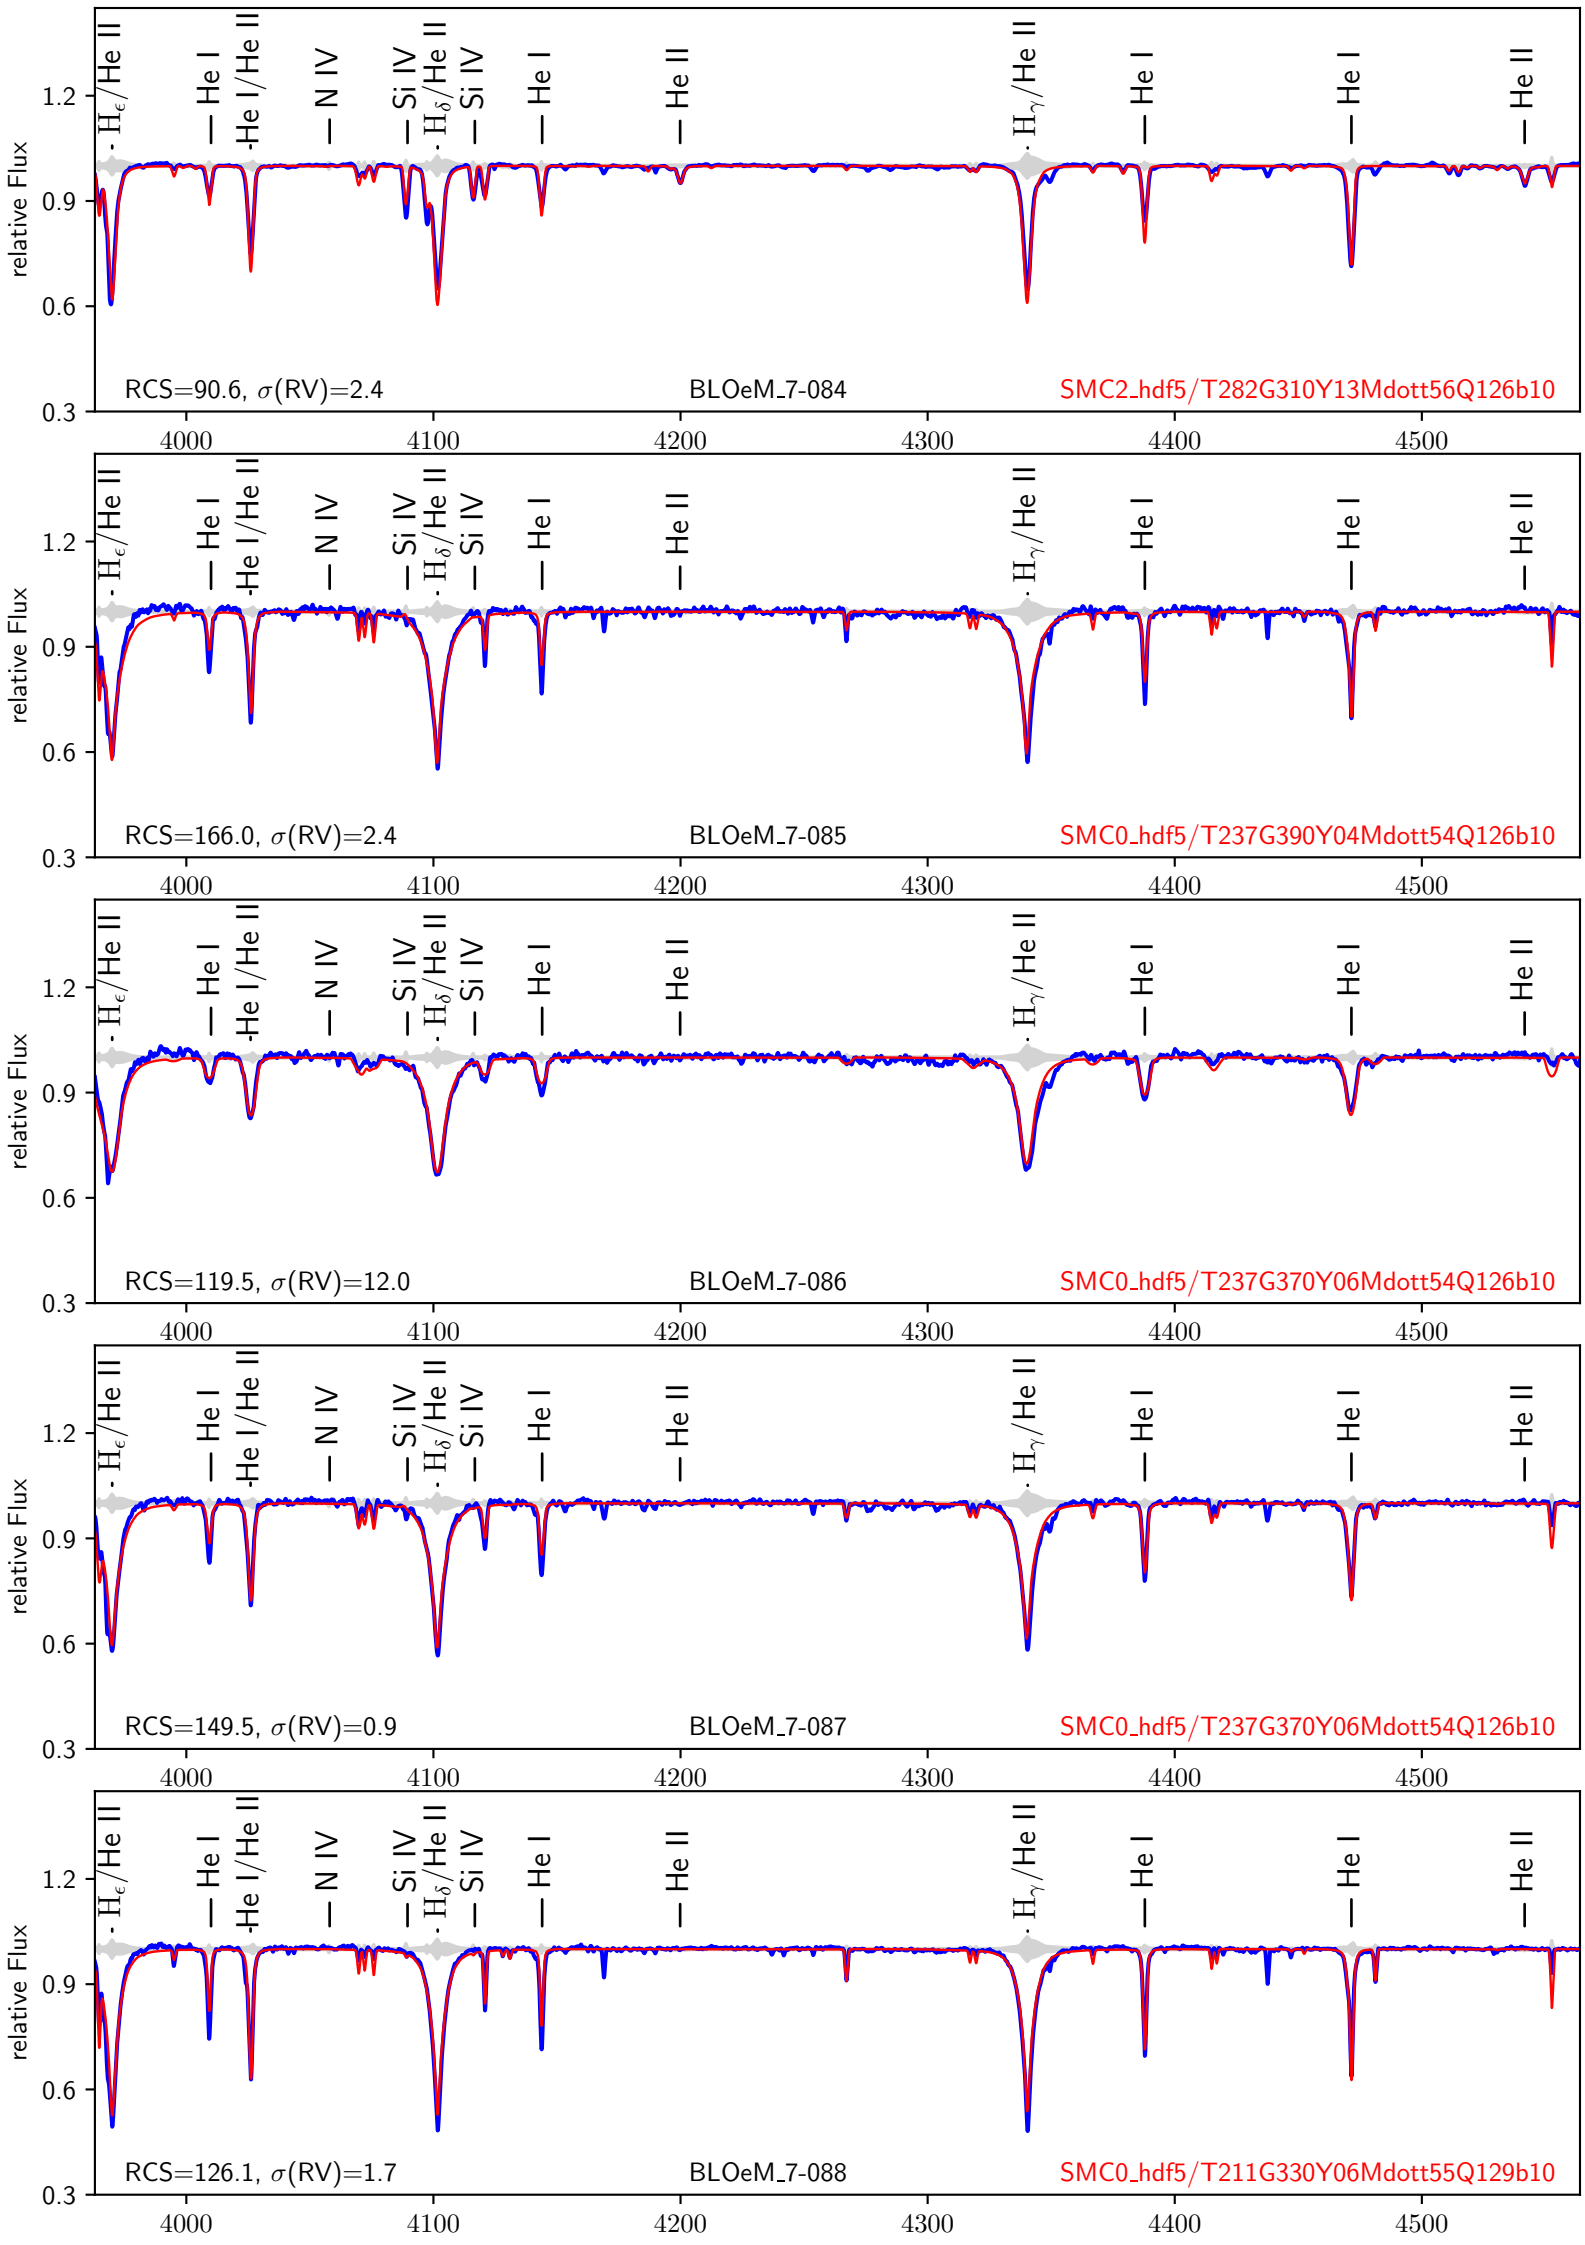 Hϵ/He II He I He I/He II N IV Si IV Hδ/He II Si IV He I He II Hγ/He II He I He I He II
1.2
0.9
0.6
0.3
relative Flux
RCS=90.6, σ(RV)=2.4 BLOeM_7-084 SMC2_hdf5/T282G310Y13Mdott56Q126b10
4000 4100 4200 4300 4400 4500
Hϵ/He II He I He I/He II N IV Si IV Hδ/He II Si IV He I He II Hγ/He II He I He I He II
1.2
0.9
0.6
0.3
relative Flux
RCS=166.0, σ(RV)=2.4 BLOeM_7-085 SMC0_hdf5/T237G390Y04Mdott54Q126b10
4000 4100 4200 4300 4400 4500
Hϵ/He II He I He I/He II N IV Si IV Hδ/He II Si IV He I He II Hγ/He II He I He I He II
1.2
0.9
0.6
0.3
relative Flux
RCS=119.5, σ(RV)=12.0 BLOeM_7-086 SMC0_hdf5/T237G370Y06Mdott54Q126b10
4000 4100 4200 4300 4400 4500
Hϵ/He II He I He I/He II N IV Si IV Hδ/He II Si IV He I He II Hγ/He II He I He I He II
1.2
0.9
0.6
0.3
relative Flux
RCS=149.5, σ(RV)=0.9 BLOeM_7-087 SMC0_hdf5/T237G370Y06Mdott54Q126b10
4000 4100 4200 4300 4400 4500
Hϵ/He II He I He I/He II N IV Si IV Hδ/He II Si IV He I He II Hγ/He II He I He I He II
1.2
0.9
0.6
0.3
relative Flux
RCS=126.1, σ(RV)=1.7 BLOeM_7-088 SMC0_hdf5/T211G330Y06Mdott55Q129b10
4000 4100 4200 4300 4400 4500